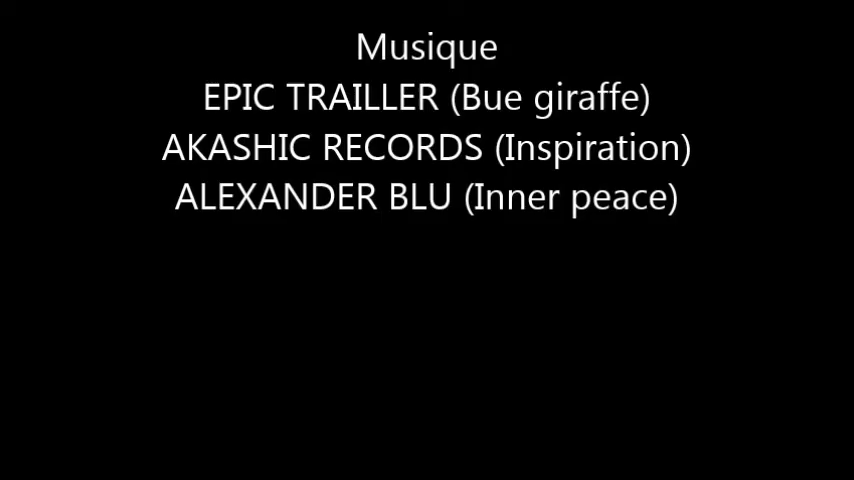 Musique
EPIC TRAILLER (Bue giraffe)
AKASHIC RECORDS (Inspiration)
ALEXANDER BLU (Inner peace)